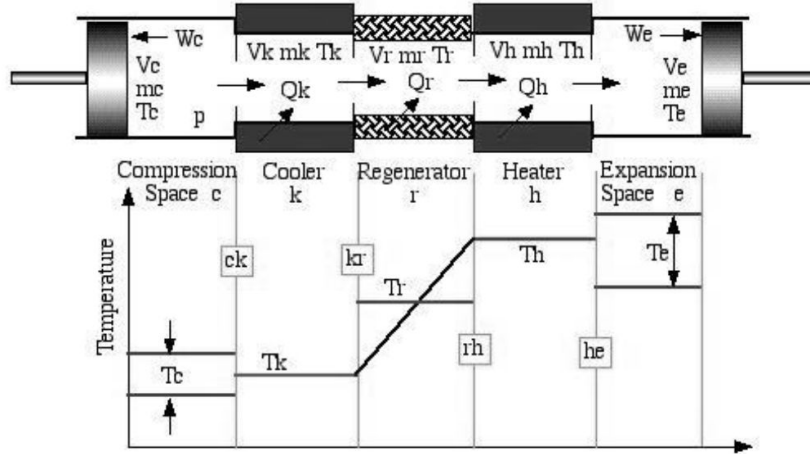 Wc
Vk mk Tk
Vr mr Tr
Vh mh Th
We
Vc
mc
Tc
p
Qk
Qr
Qh
Ve
me
Te
Compression
Space c
Cooler
k
Regenerator
r
Heater
h
Expansion
Space e
Temperature
ck
kr
Th
Te
Tr
rh
he
Tc
Tk